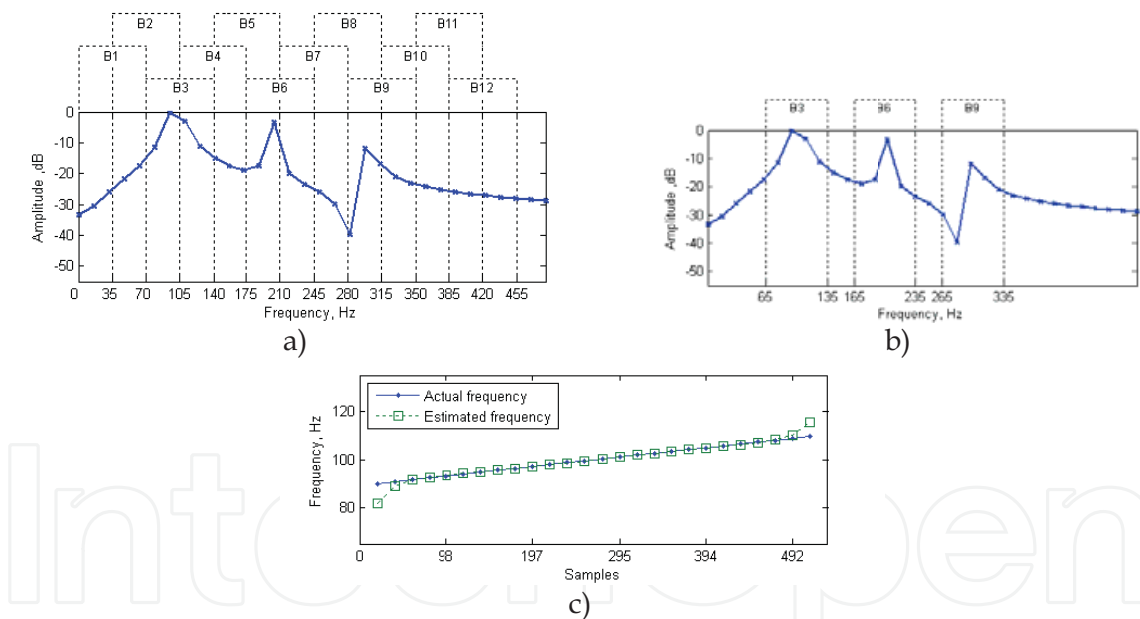 B2 B5 B8 B11
B1 B4 B7 B10
B3 B6 B9 B12
0
-10
-20
-30
-40
-50
Amplitude ,dB
0 35 70 105 140 175 210 245 280 315 350 385 420 455
Frequency, Hz
a)
B3 B6 B9
0
-10
-20
-30
-40
-50
Amplitude ,dB
65 135 165 235 265 335
Frequency, Hz
b)
Actual frequency
Estimated frequency
120
100
80
Frequency, Hz
0 98 197 295 394 492
Samples
c)
IntechOpen